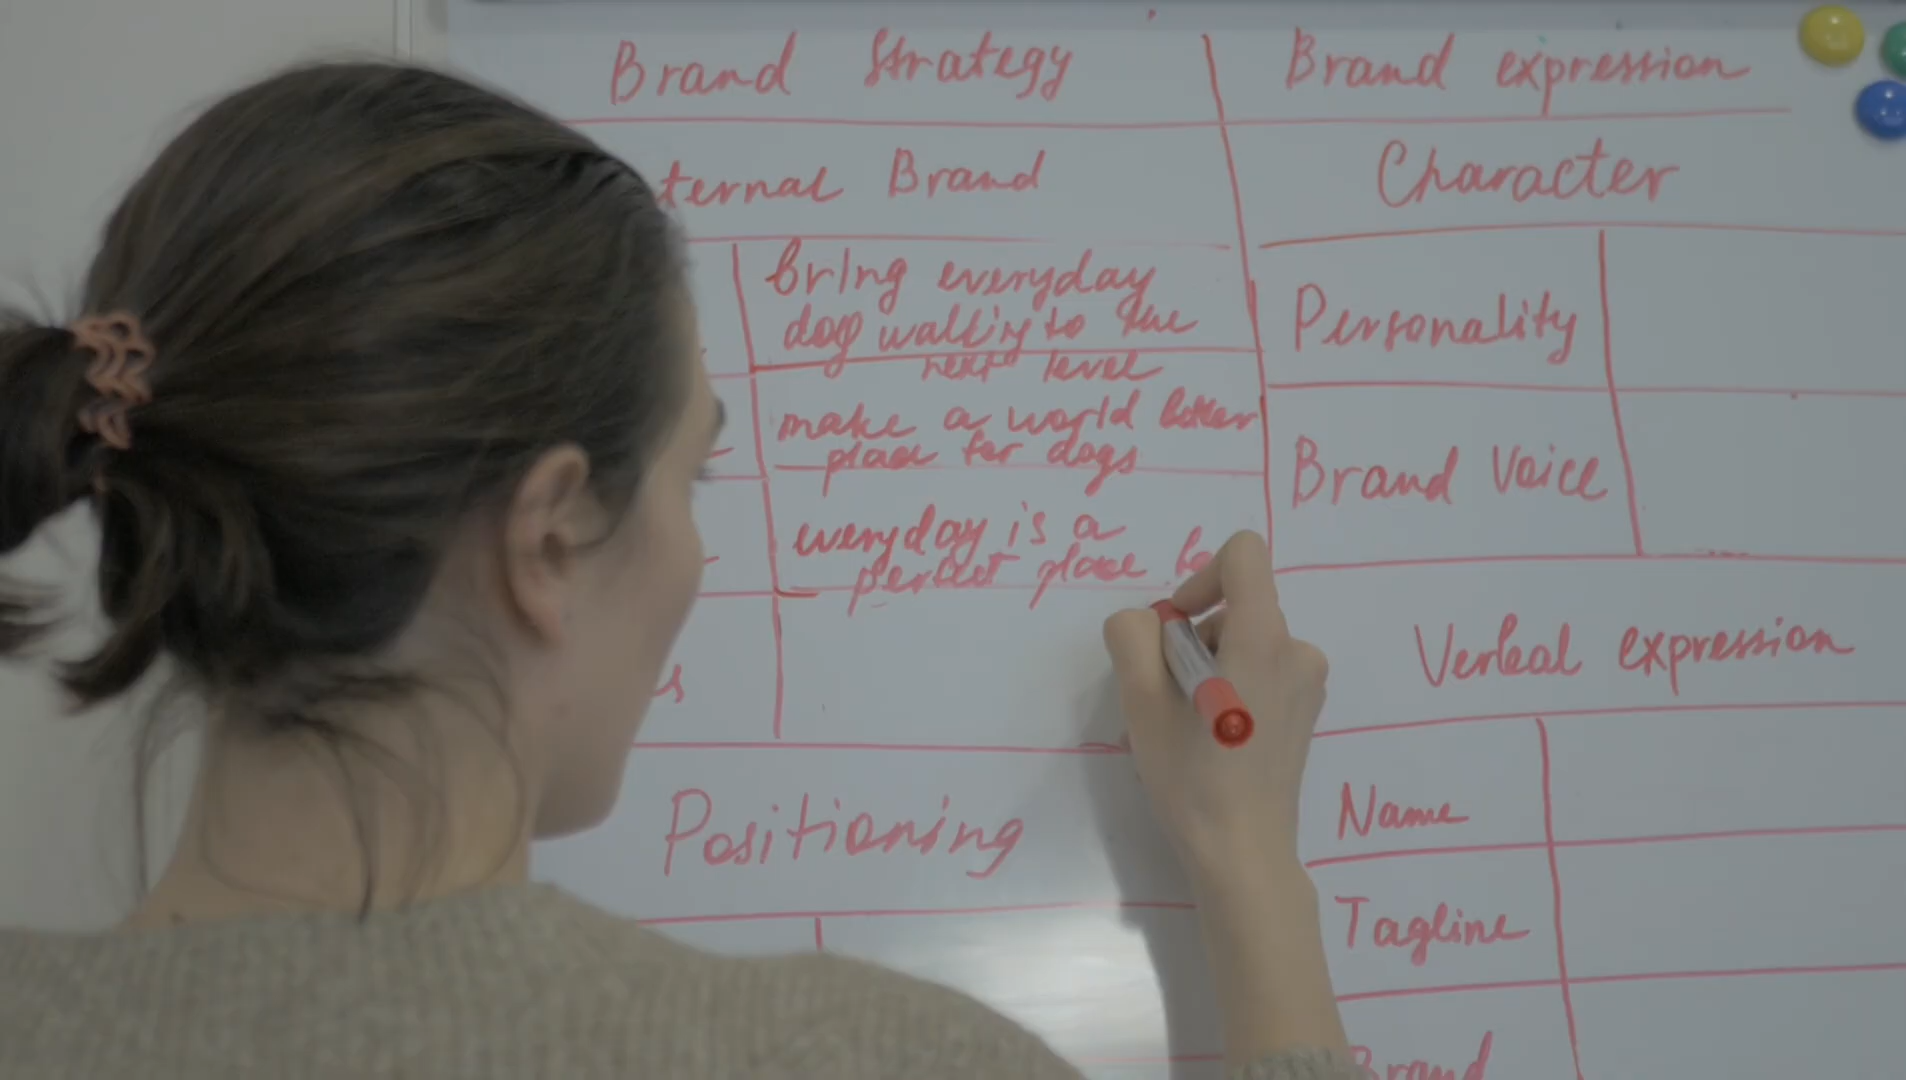 Brand Strategy
Brand expression
ternal Brand
Character
bring everyday
dog walking to the
next level
make a world better
place for dogs
everyday is a
perfect place
Personality
Brand Voice
Verbal expression
Positioning
Name
Tagline
Brand